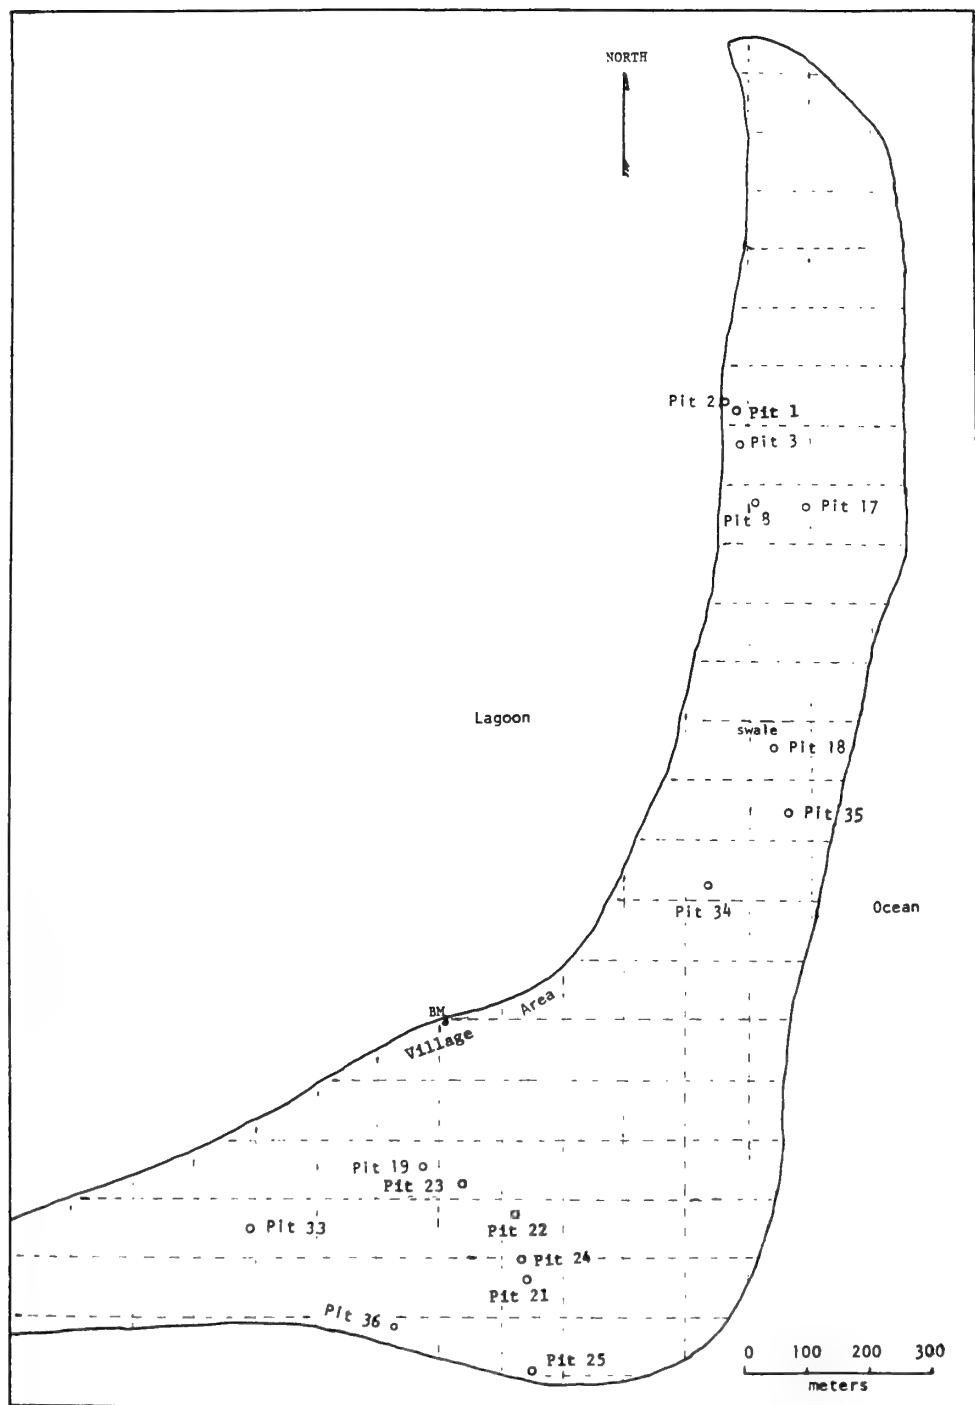 NORTH
Pit 2
Pit 1
Pit 3
Pit 8
Pit 17
Lagoon
swale
Pit 18
Pit 35
Pit 34
Ocean
BM
Village Area
Pit 19
Pit 23
Pit 33
Pit 22
Pit 24
Pit 21
Pit 36
Pit 25
0 100 200 300
meters